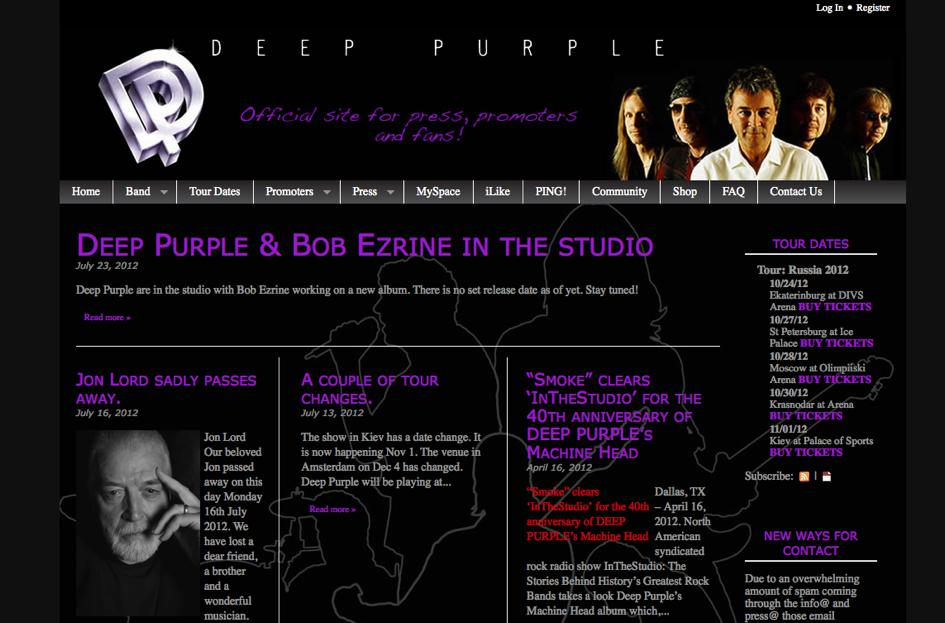 Log In • Register
DEEP PURPLE
Official site for press, promoters
and fans!
Home Band Tour Dates Promoters Press MySpace iLike PING! Community Shop FAQ Contact Us
Deep Purple & Bob Ezrine in the studio
July 23, 2012
Deep Purple are in the studio with Bob Ezrine working on a new album. There is no set release date as of yet. Stay tuned!
Read more »
Jon Lord sadly passes
away.
July 16, 2012
Jon Lord
Our beloved
Jon passed
away on this
day Monday
16th July
2012. We
have lost a
dear friend,
a brother
and a
wonderful
musician.
A couple of tour
changes.
July 13, 2012
The show in Kiev has a date change. It
is now happening Nov 1. The venue in
Amsterdam on Dec 4 has changed.
Deep Purple will be playing at...
Read more »
“Smoke” clears
‘InTheStudio’ for the
40th anniversary of
DEEP PURPLE’s
Machine Head
April 16, 2012
“Smoke” clears
‘InTheStudio’ for the 40th
anniversary of DEEP
PURPLE’s Machine Head
Dallas, TX
– April 16,
2012. North
American
syndicated
rock radio show InTheStudio: The
Stories Behind History’s Greatest Rock
Bands takes a look Deep Purple’s
Machine Head album which,...
TOUR DATES
Tour: Russia 2012
10/24/12
Ekaterinburg at DIVS
Arena BUY TICKETS
10/27/12
St Petersburg at Ice
Palace BUY TICKETS
10/28/12
Moscow at Olimpiiski
Arena BUY TICKETS
10/30/12
Krasnodar at Arena
BUY TICKETS
11/01/12
Kiev at Palace of Sports
BUY TICKETS
Subscribe: |
NEW WAYS FOR
CONTACT
Due to an overwhelming
amount of spam coming
through the info@ and
press@ those email